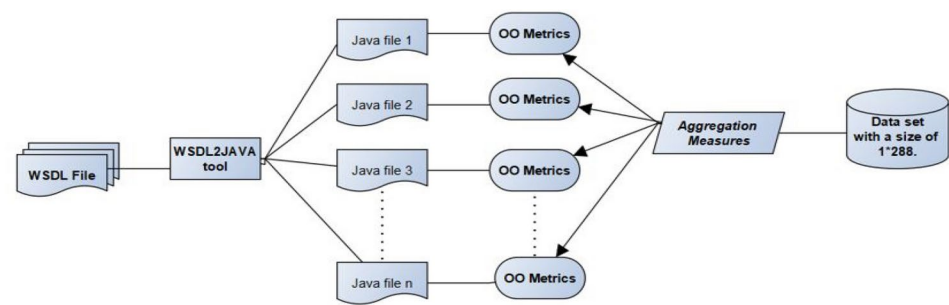 WSDL File
WSDL2JAVA
tool
Java file 1
OO Metrics
Java file 2
OO Metrics
Java file 3
OO Metrics
Java file n
OO Metrics
Aggregation
Measures
Data set
with a size of
1*288.